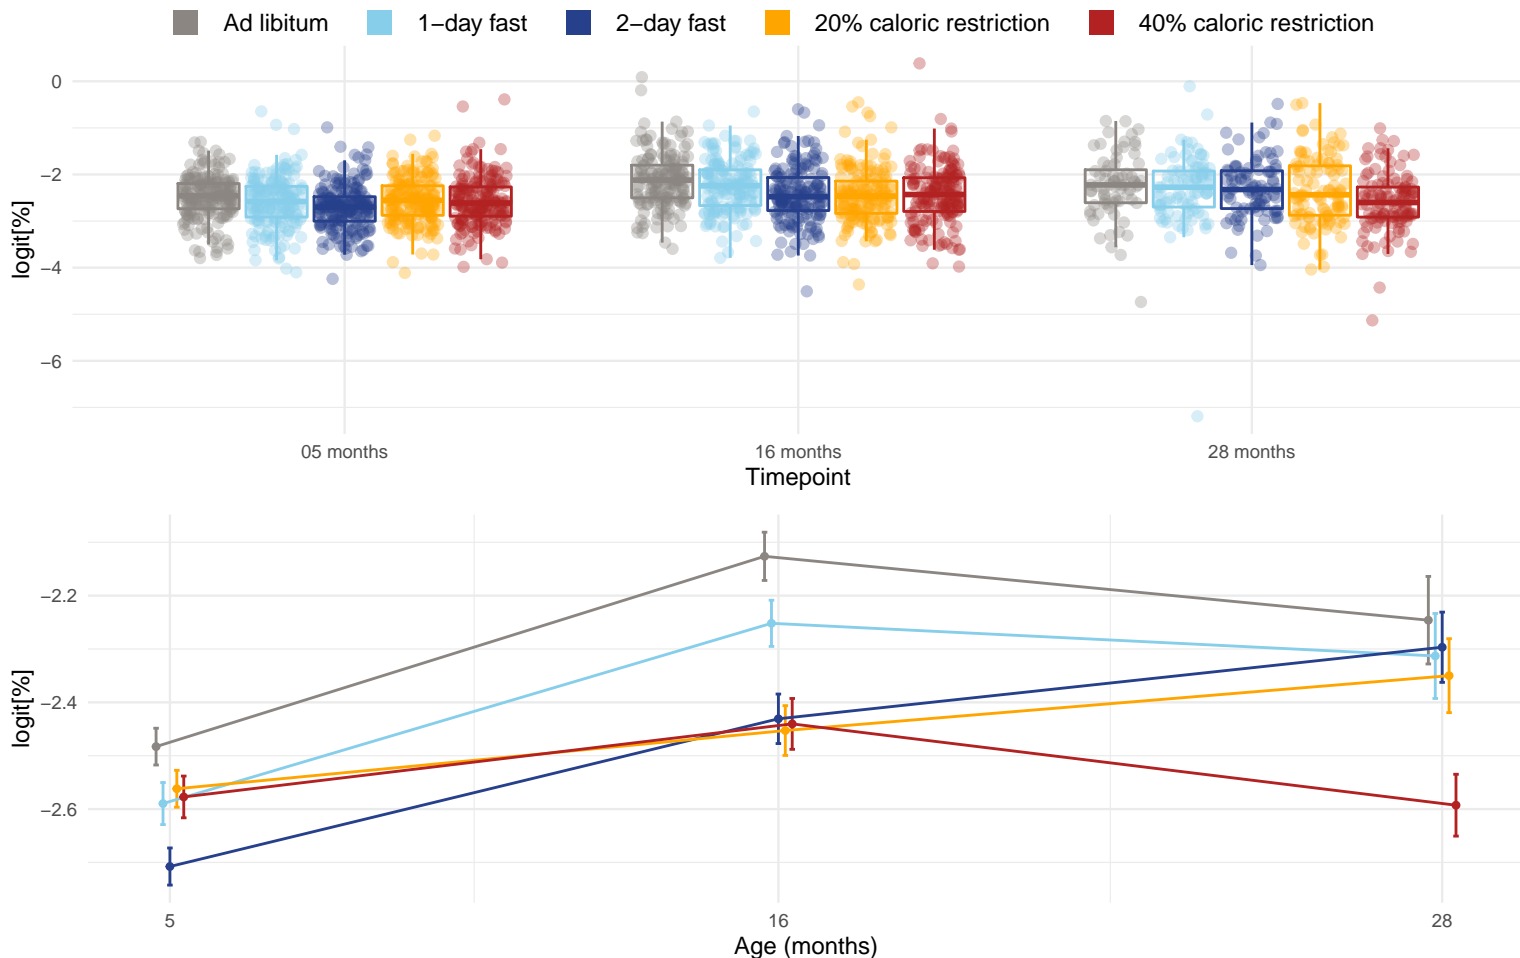 Ad libitum 1−day fast 2−day fast 20% caloric restriction 40% caloric restriction
0
−2
−4
−6
logit[%]
05 months 16 months 28 months
Timepoint
−2.2
−2.4
−2.6
logit[%]
5 16 28
Age (months)